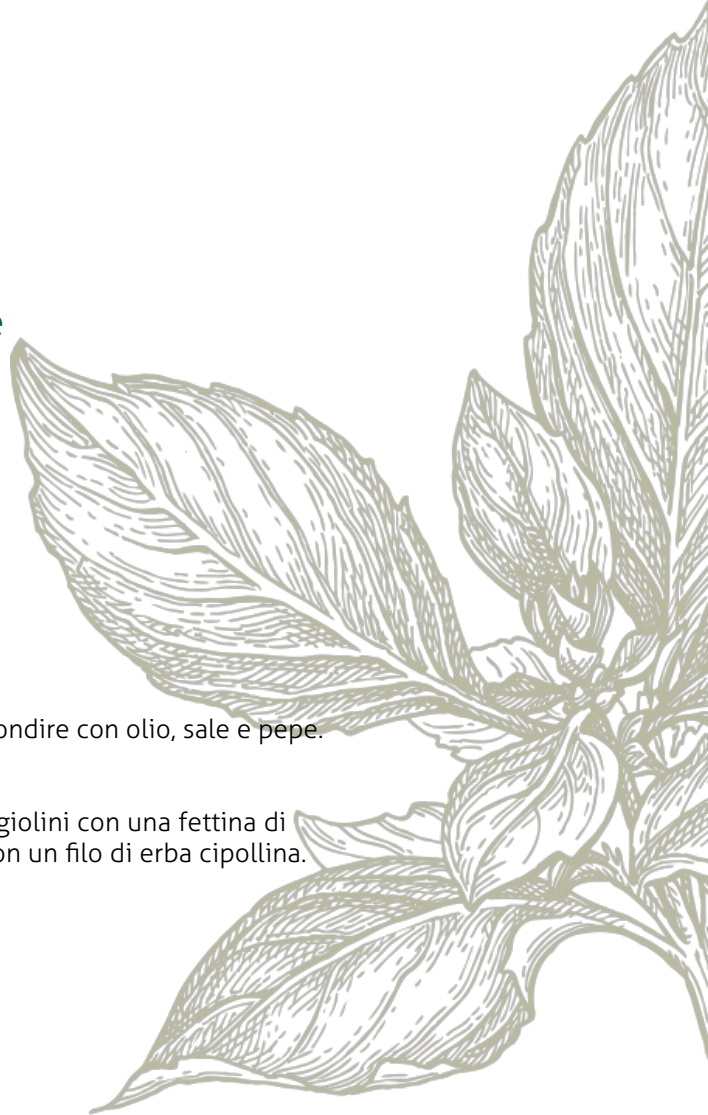 e
ondire con olio, sale e pepe.
giolini con una fettina di
on un filo di erba cipollina.